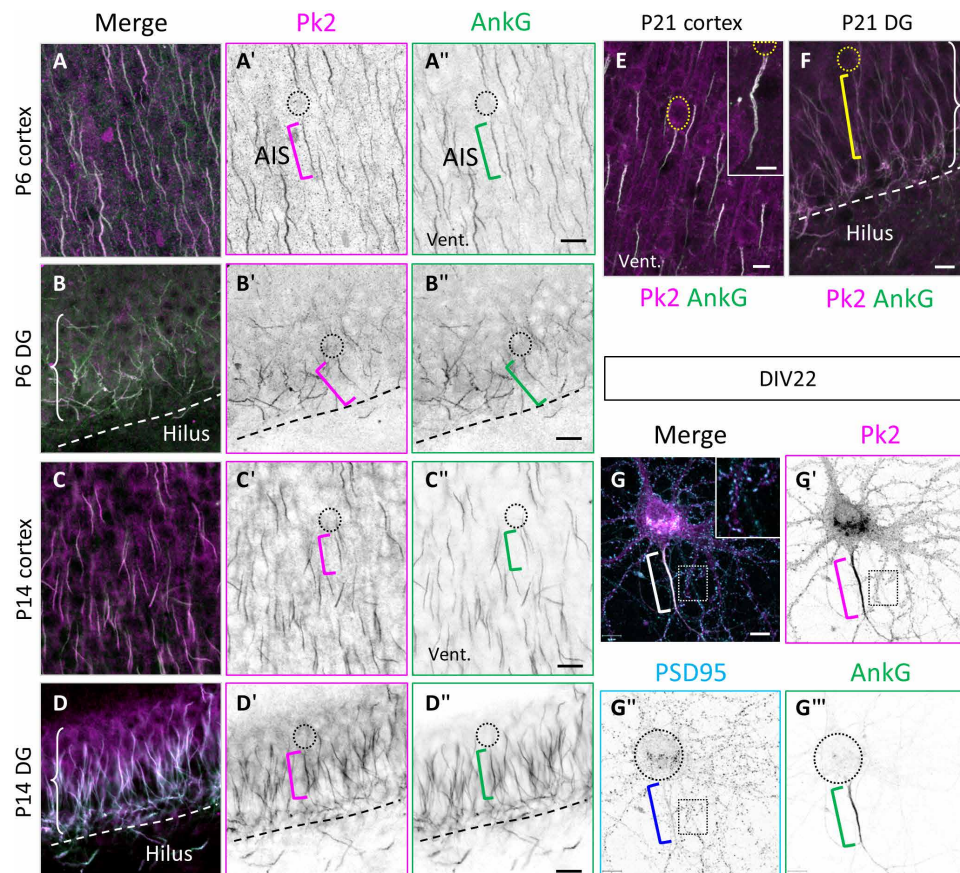 Merge
Pk2
AnkG
P21 cortex
P21 DG
P6 cortex
A
A'
AIS
A"
AIS
Vent.
E
Vent.
F
Hilus
Pk2 AnkG
Pk2 AnkG
P6 DG
B
Hilus
B'
B"
DIV22
Merge
Pk2
P14 cortex
C
C'
C"
Vent.
G
G'
PSD95
AnkG
P14 DG
D
Hilus
D'
D"
G"
G'"